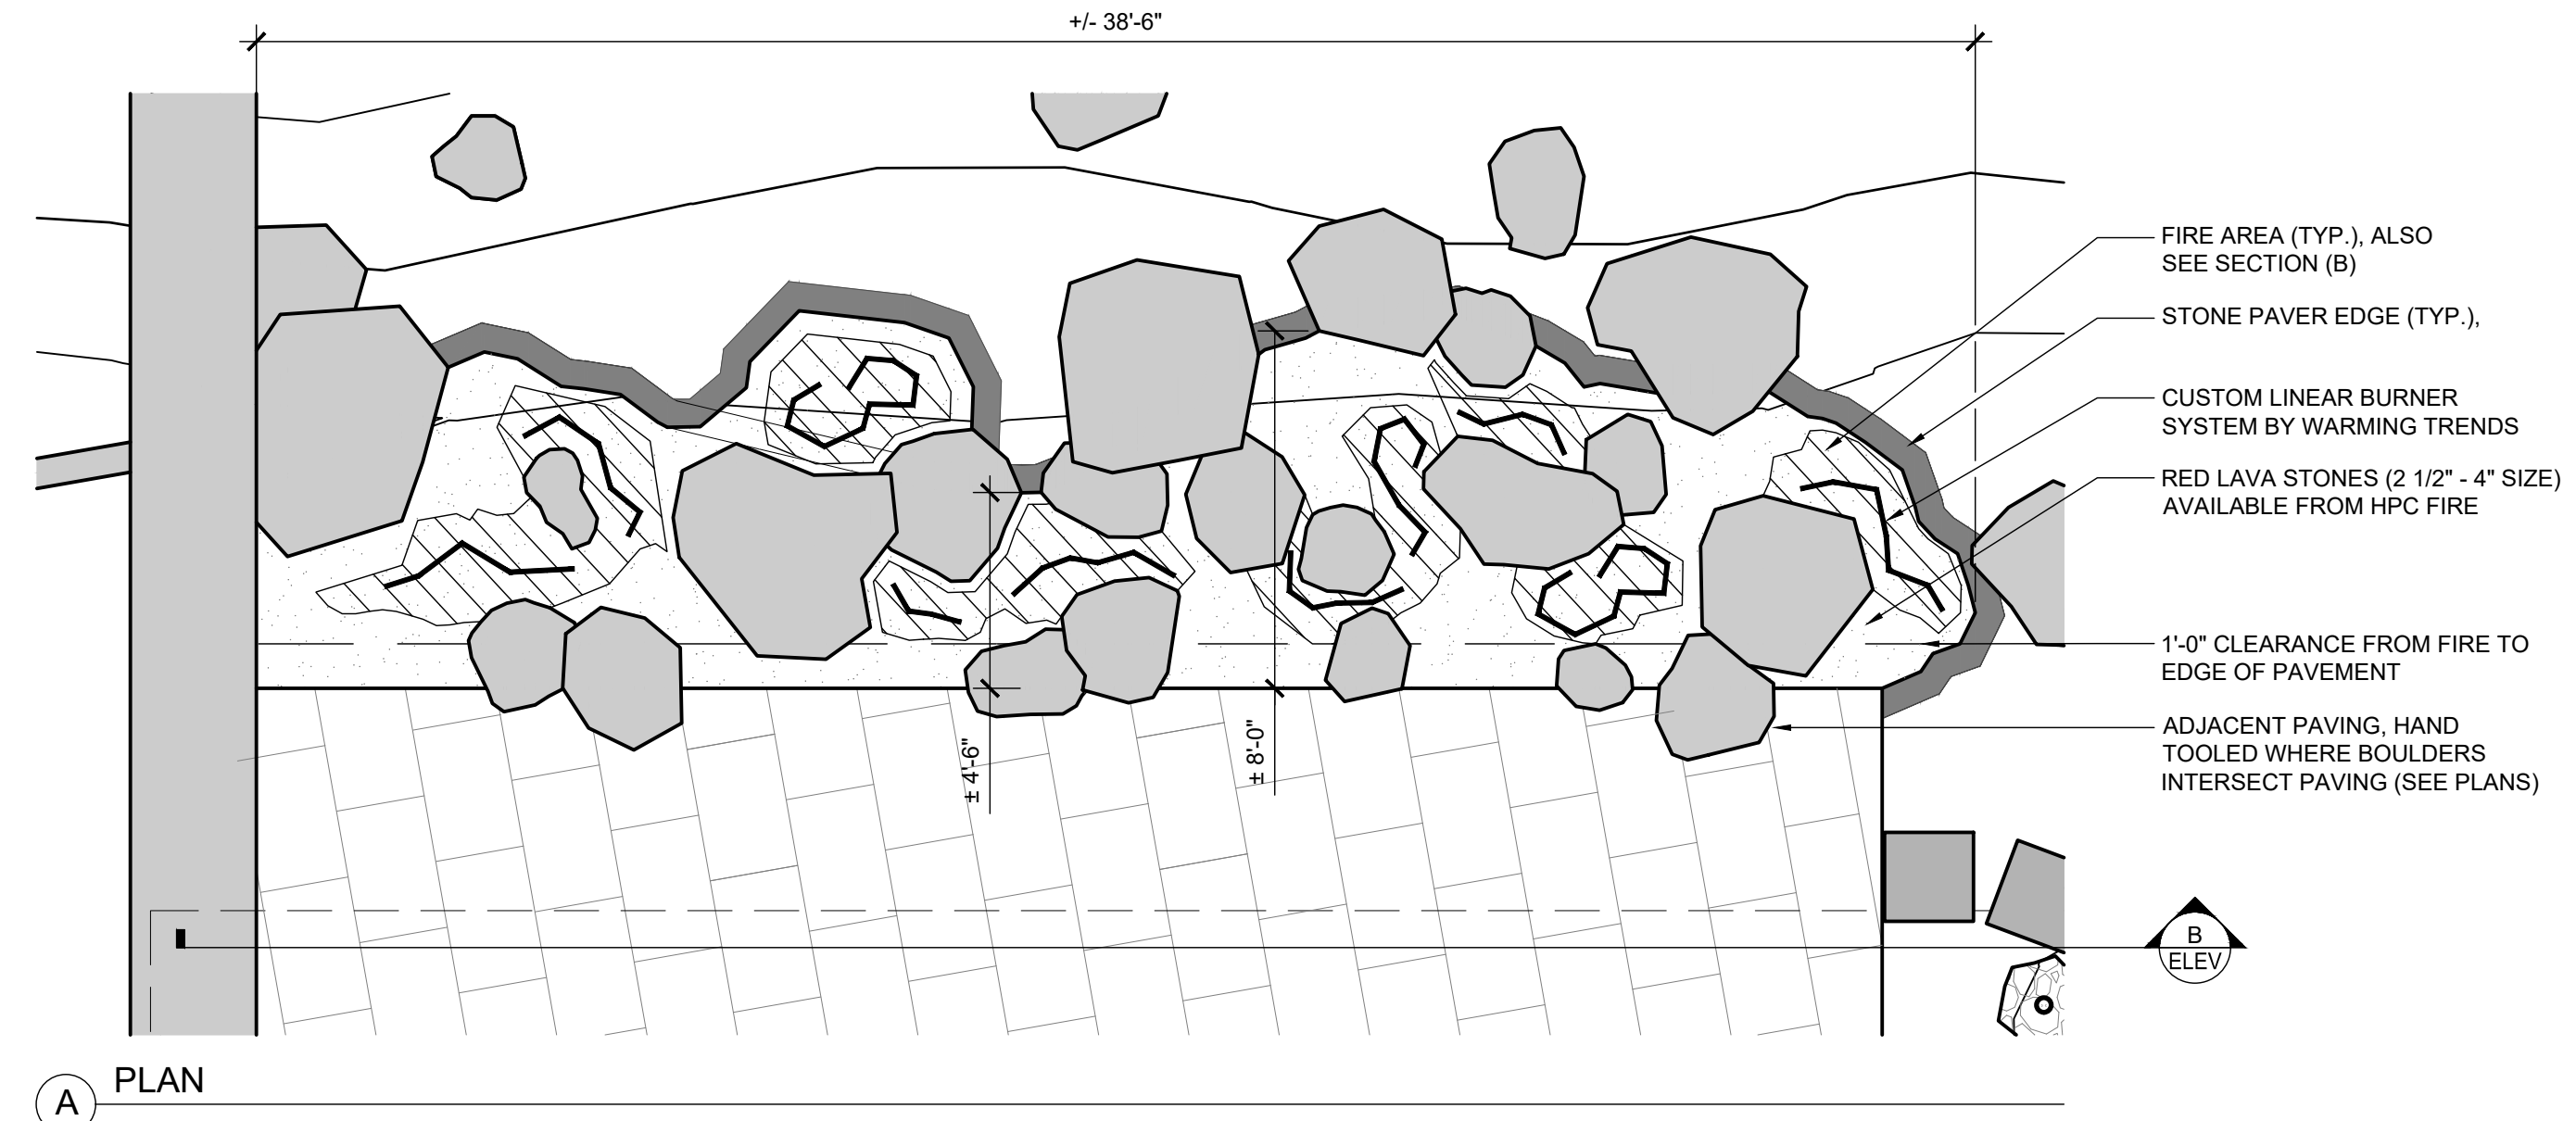 +/- 38'-6"
FIRE AREA (TYP.), ALSO
SEE SECTION (B)
STONE PAVER EDGE (TYP.),
CUSTOM LINEAR BURNER
SYSTEM BY WARMING TRENDS
RED LAVA STONES (2 1/2" - 4" SIZE)
AVAILABLE FROM HPC FIRE
1'-0" CLEARANCE FROM FIRE TO
EDGE OF PAVEMENT
ADJACENT PAVING, HAND
TOOLED WHERE BOULDERS
INTERSECT PAVING (SEE PLANS)
± 4'-6"
± 8'-0"
B
ELEV
PLAN
A